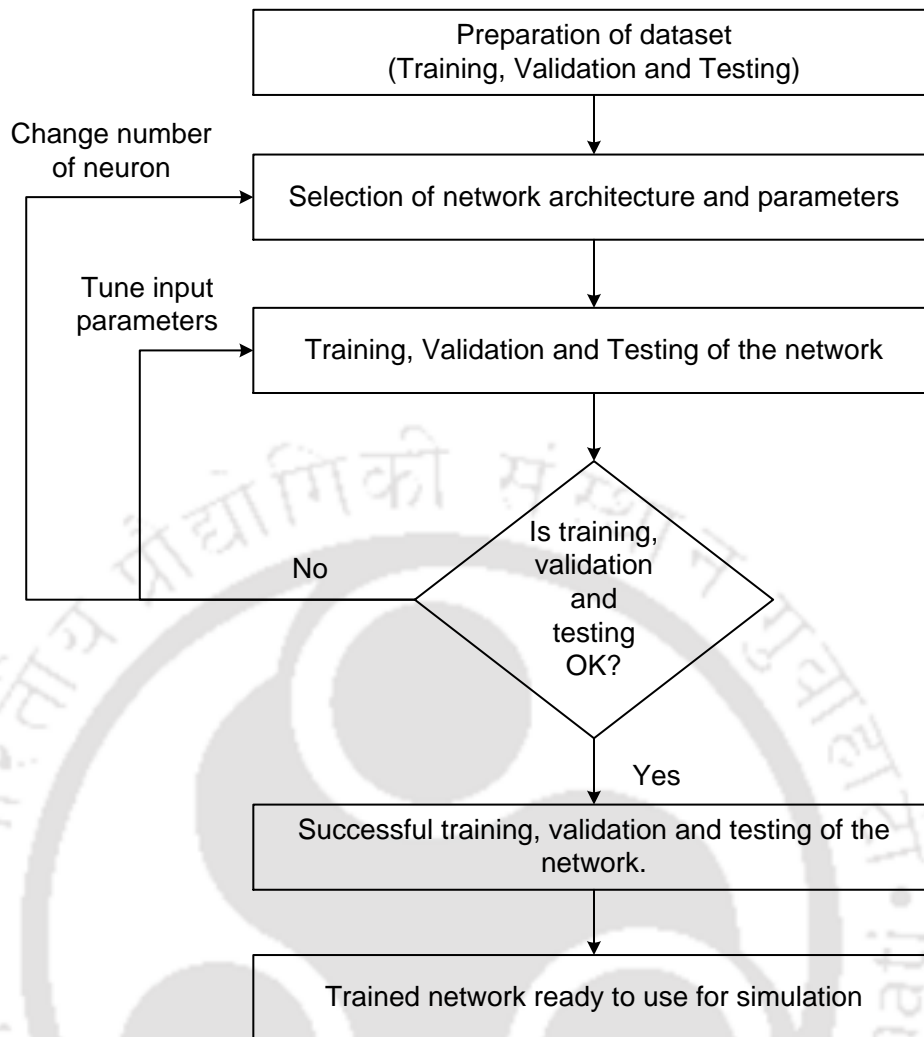 Preparation of dataset
(Training, Validation and Testing)
Change number
of neuron
Selection of network architecture and parameters
Tune input
parameters
Training, Validation and Testing of the network
Is training,
validation
and
testing
OK?
No
Yes
Successful training, validation and testing of the
network.
Trained network ready to use for simulation
प्रौद्योगिकी